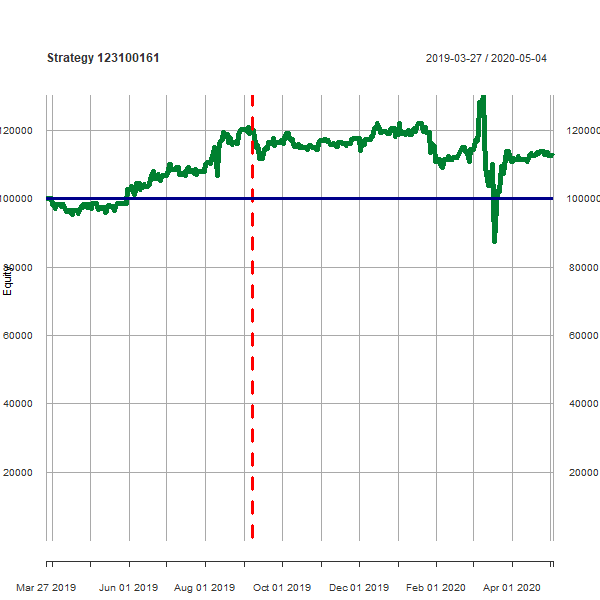 Strategy 123100161
2019-03-27 / 2020-05-04
120000
120000
100000
100000
80000
80000
60000
60000
40000
40000
20000
20000
Equity
Mar 27 2019
Jun 01 2019
Aug 01 2019
Oct 01 2019
Dec 01 2019
Feb 01 2020
Apr 01 2020